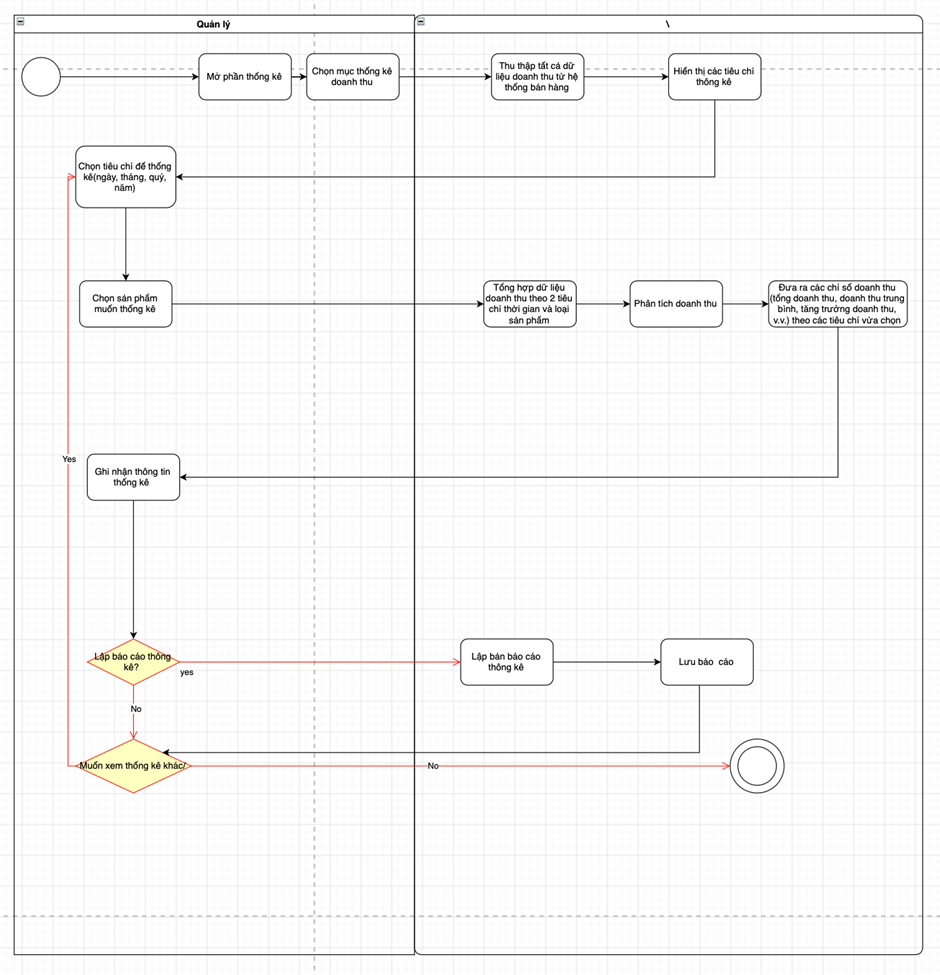 Quản lý
\
Mở phần thống kê
Chọn mục thống kê
doanh thu
Thu thập tất cả dữ
liệu doanh thu từ hệ
thống bán hàng
Hiển thị các tiêu chí
thông kê
Chọn tiêu chí để thống
kê(ngày, tháng, quý,
năm)
Chọn sản phẩm
muốn thống kê
Tổng hợp dữ liệu
doanh thu theo 2 tiêu
chí thời gian và loại
sản phẩm
Phân tích doanh thu
Đưa ra các chỉ số doanh thu
(tổng doanh thu, doanh thu trung
bình, tăng trưởng doanh thu,
v.v.) theo các tiêu chí vừa chọn
Yes
Ghi nhận thông tin
thống kê
Lập báo cáo thông
kê?
yes
Lập bản báo cáo
thông kê
Lưu báo cáo
No
Muốn xem thống kê khác/
No